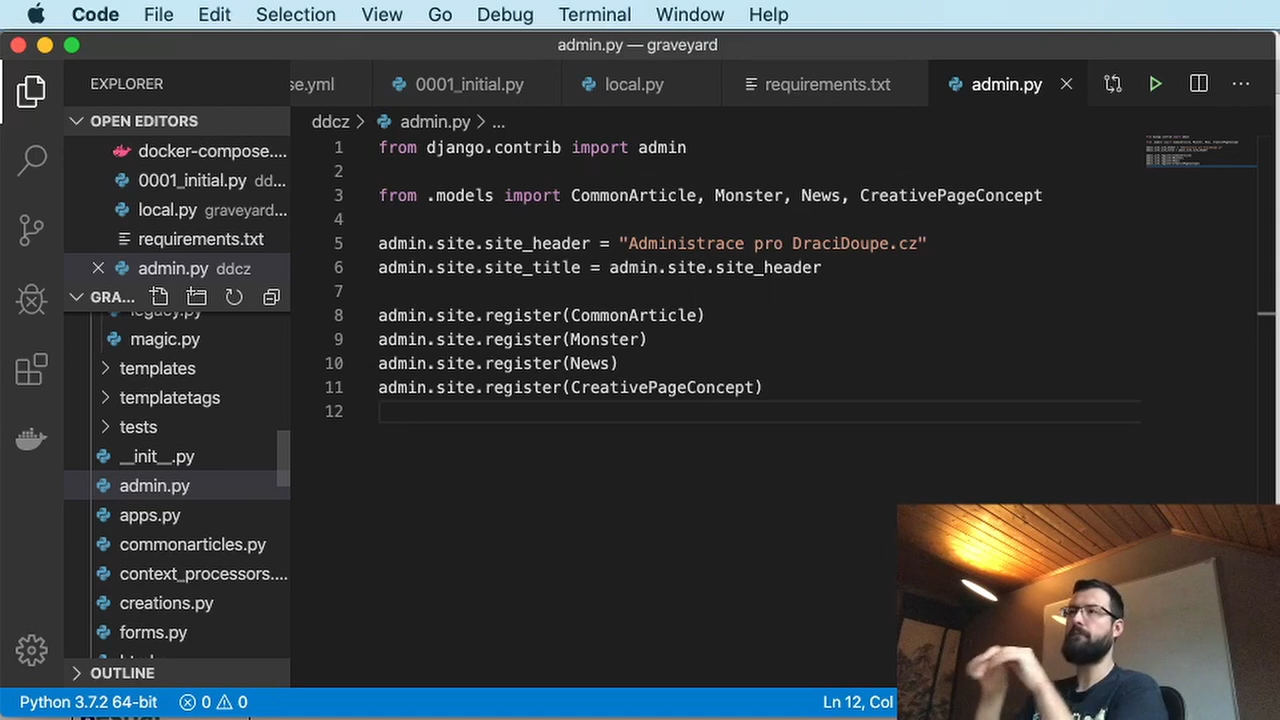 Code File Edit Selection View Go Debug Terminal Window Help
admin.py — graveyard
EXPLORER
se.yml 0001_initial.py local.py requirements.txt admin.py
OPEN EDITORS
docker-compose....
0001_initial.py dd...
local.py graveyard...
requirements.txt
admin.py ddcz
GRA...
legacy.py
magic.py
templates
templatetags
tests
__init__.py
admin.py
apps.py
commonarticles.py
context_processors....
creations.py
forms.py
OUTLINE
ddcz > admin.py > ...
1 from django.contrib import admin
2
3 from .models import CommonArticle, Monster, News, CreativePageConcept
4
5 admin.site.site_header = "Administrace pro DraciDoupe.cz"
6 admin.site.site_title = admin.site.site_header
7
8 admin.site.register(CommonArticle)
9 admin.site.register(Monster)
10 admin.site.register(News)
11 admin.site.register(CreativePageConcept)
12
Python 3.7.2 64-bit 0 0 Ln 12, Col